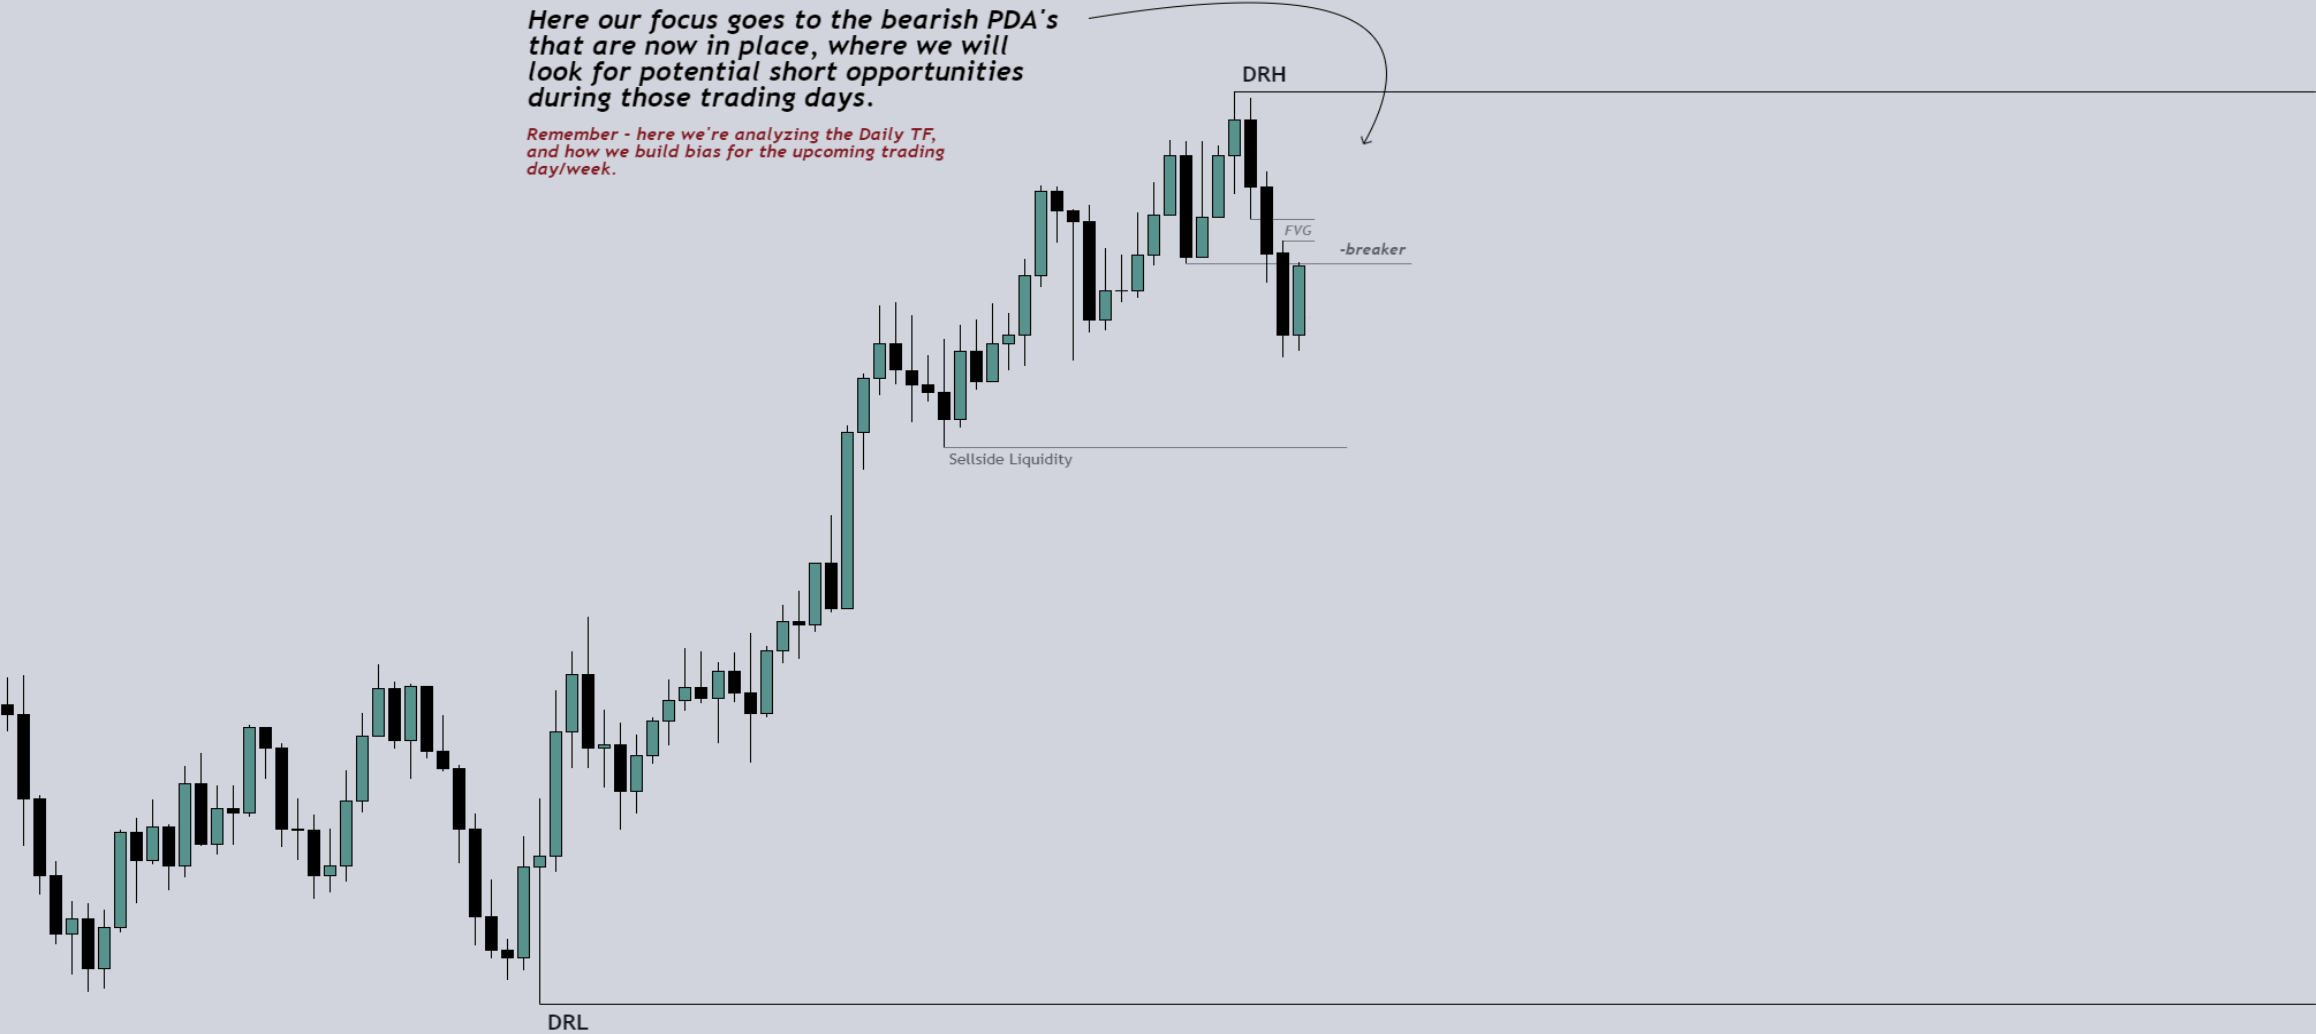 Here our focus goes to the bearish PDA's
that are now in place, where we will
look for potential short opportunities
during those trading days.
Remember - here we're analyzing the Daily TF,
and how we build bias for the upcoming trading
day/week.
DRH
FVG
-breaker
Sellside Liquidity
DRL